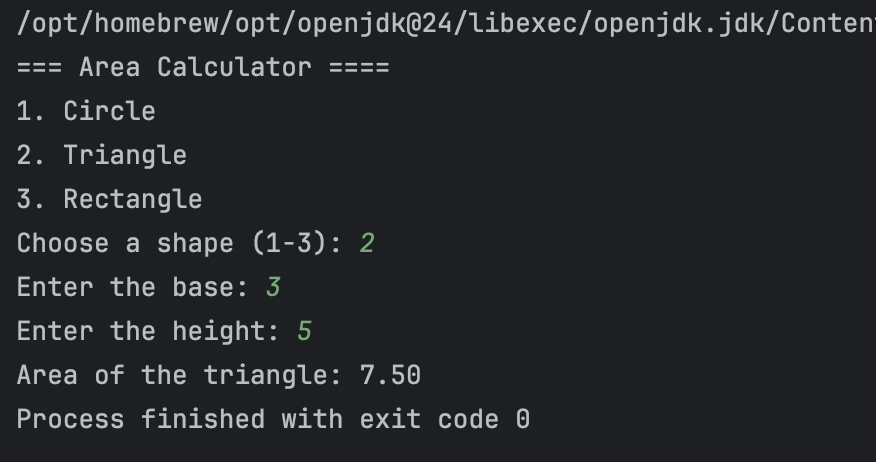 /opt/homebrew/opt/openjdk@24/libexec/openjdk.jdk/Conten
=== Area Calculator ====
1. Circle
2. Triangle
3. Rectangle
Choose a shape (1-3): 2
Enter the base: 3
Enter the height: 5
Area of the triangle: 7.50
Process finished with exit code 0